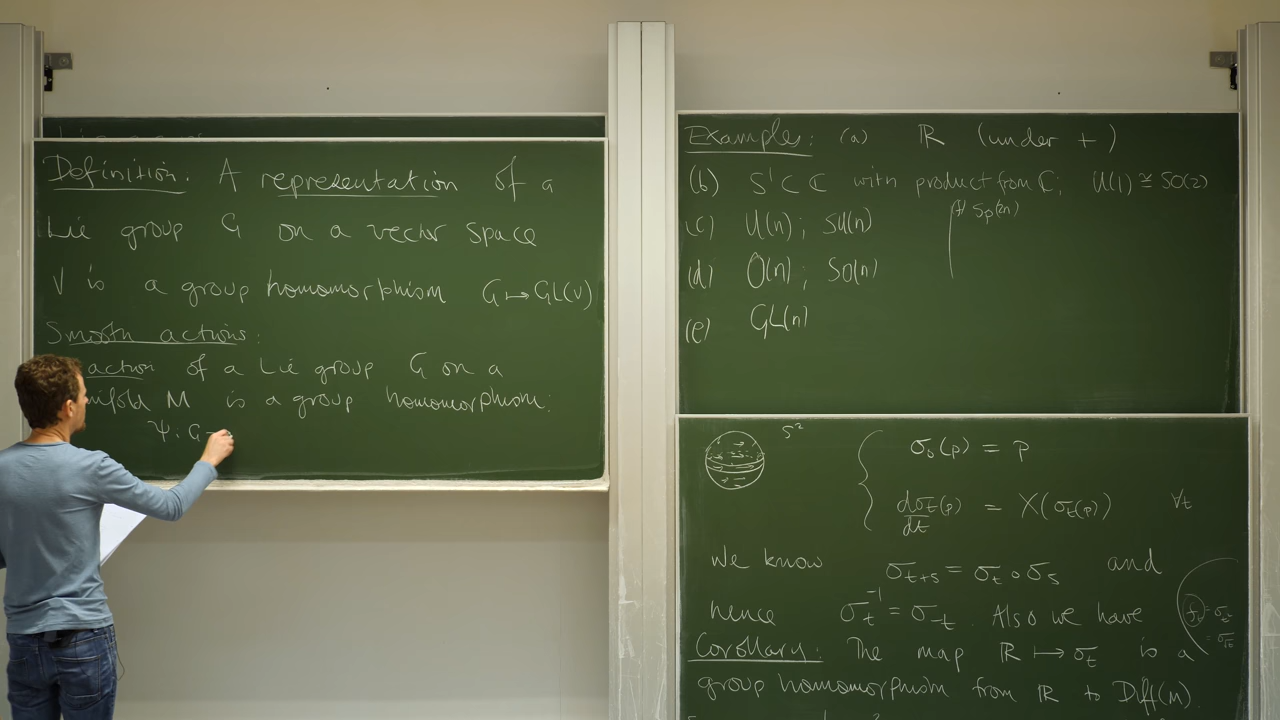 Definition. A representation of a
Lie group G on a vector space
V is a group homomorphism G ↦ GL(V)
Smooth actions:
action of a Lie group G on a
nifold M is a group homomorphism:
Ψ: G
Examples: (a) ℝ (under +)
(b) S¹ ⊂ ℂ with product from ℂ; U(1) ≅ SO(2)
(c) U(n); SU(n)
(f) Sp(2n)
(d) O(n); SO(n)
(e) GL(n)
S²
σ₀(p) = p
dσt(p)/dt = X(σt(p)) ∀t
We know σt+s = σt ∘ σs and
hence σt⁻¹ = σ-t. Also we have
Corollary: The map ℝ ↦ σt is a
group homomorphism from ℝ to Diff(M).